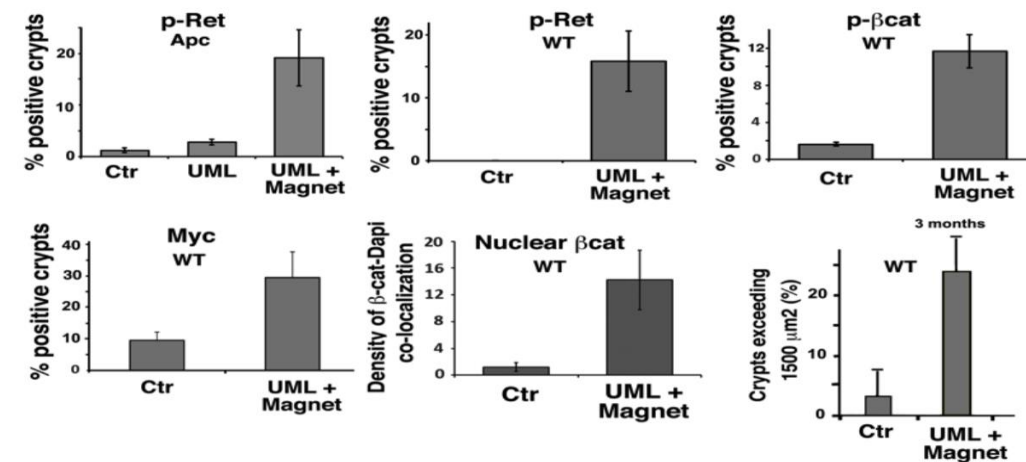 p-Ret
Apc
% positive crypts
20
10
0
Ctr
UML
UML +
Magnet
p-Ret
WT
% positive crypts
20
10
0
Ctr
UML +
Magnet
p-βcat
WT
% positive crypts
12
8
4
0
Ctr
UML +
Magnet
Myc
WT
% positive crypts
40
30
20
10
0
Ctr
UML +
Magnet
Nuclear βcat
WT
Density of β-cat-Dapi
co-localization
20
16
12
8
4
0
Ctr
UML +
Magnet
3 months
WT
Crypts exceeding
1500 μm2 (%)
20
10
0
Ctr
UML +
Magnet